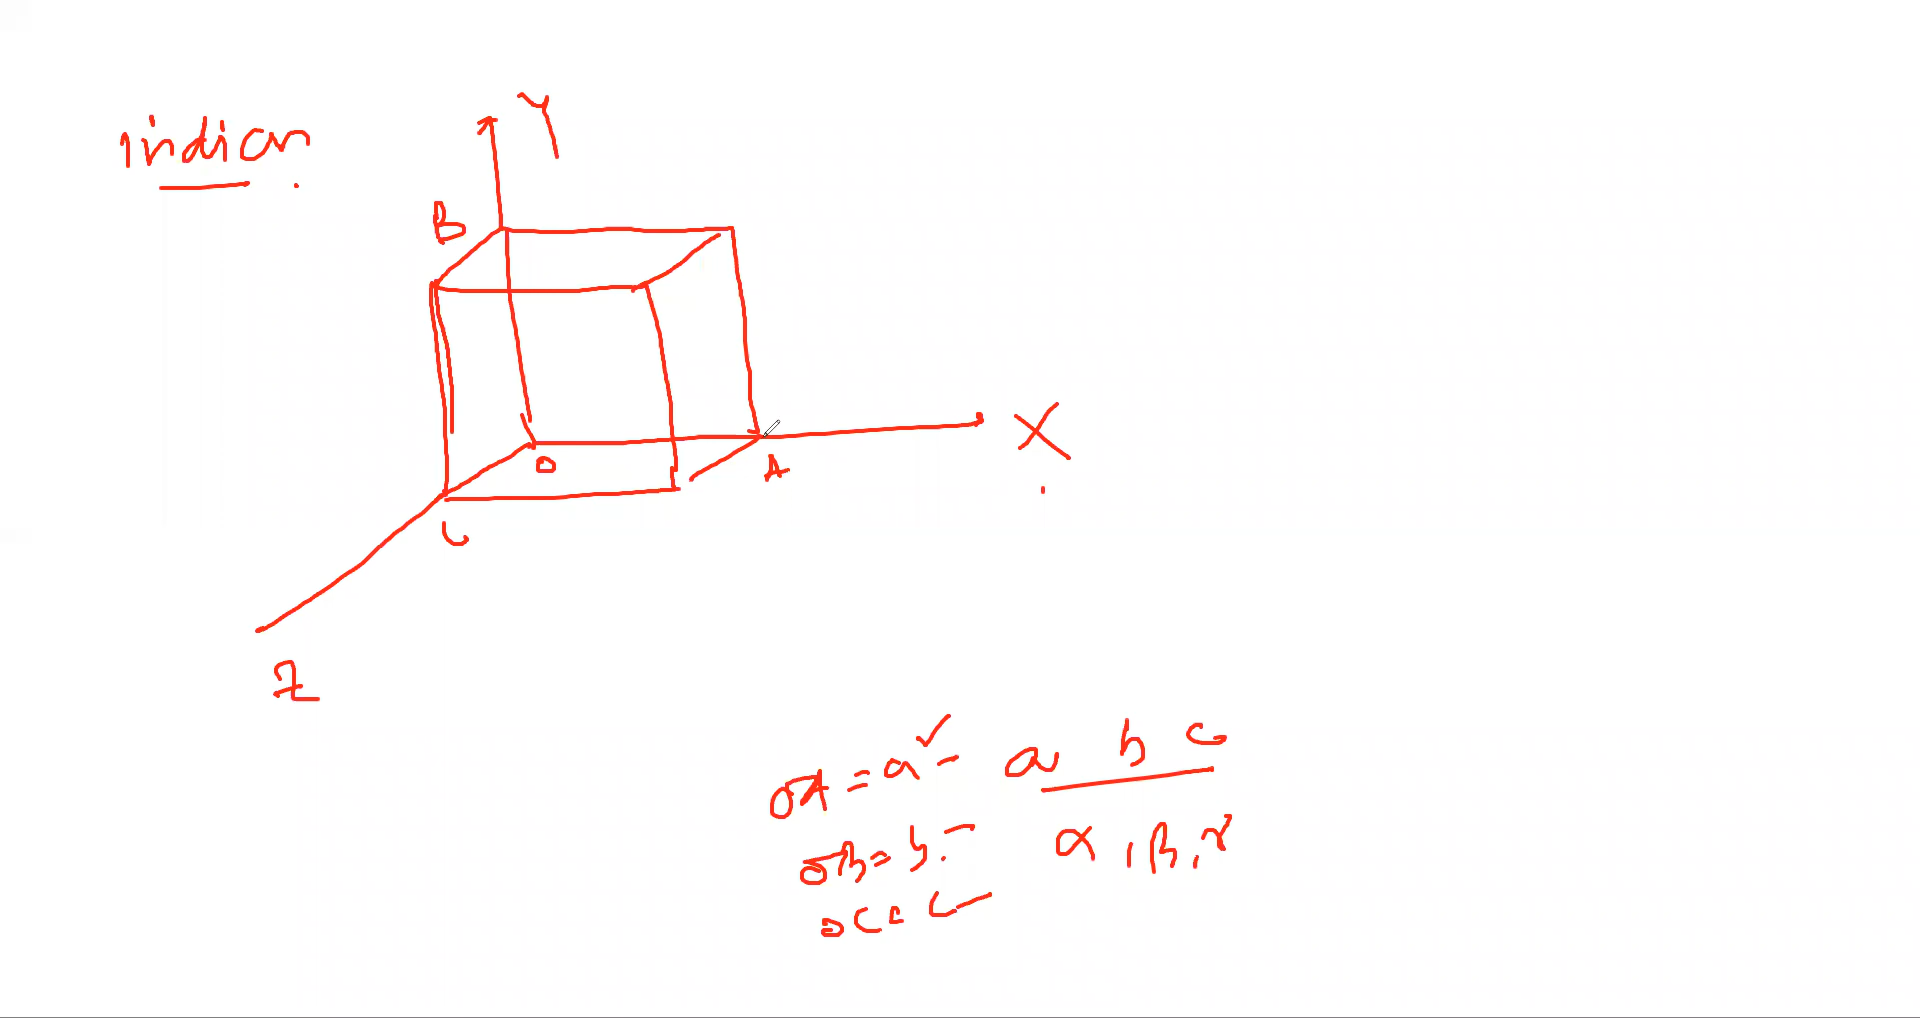 indian
Y
B
X
O
A
C
Z
OA = a a b c
OB = b α, β, γ
OC = c